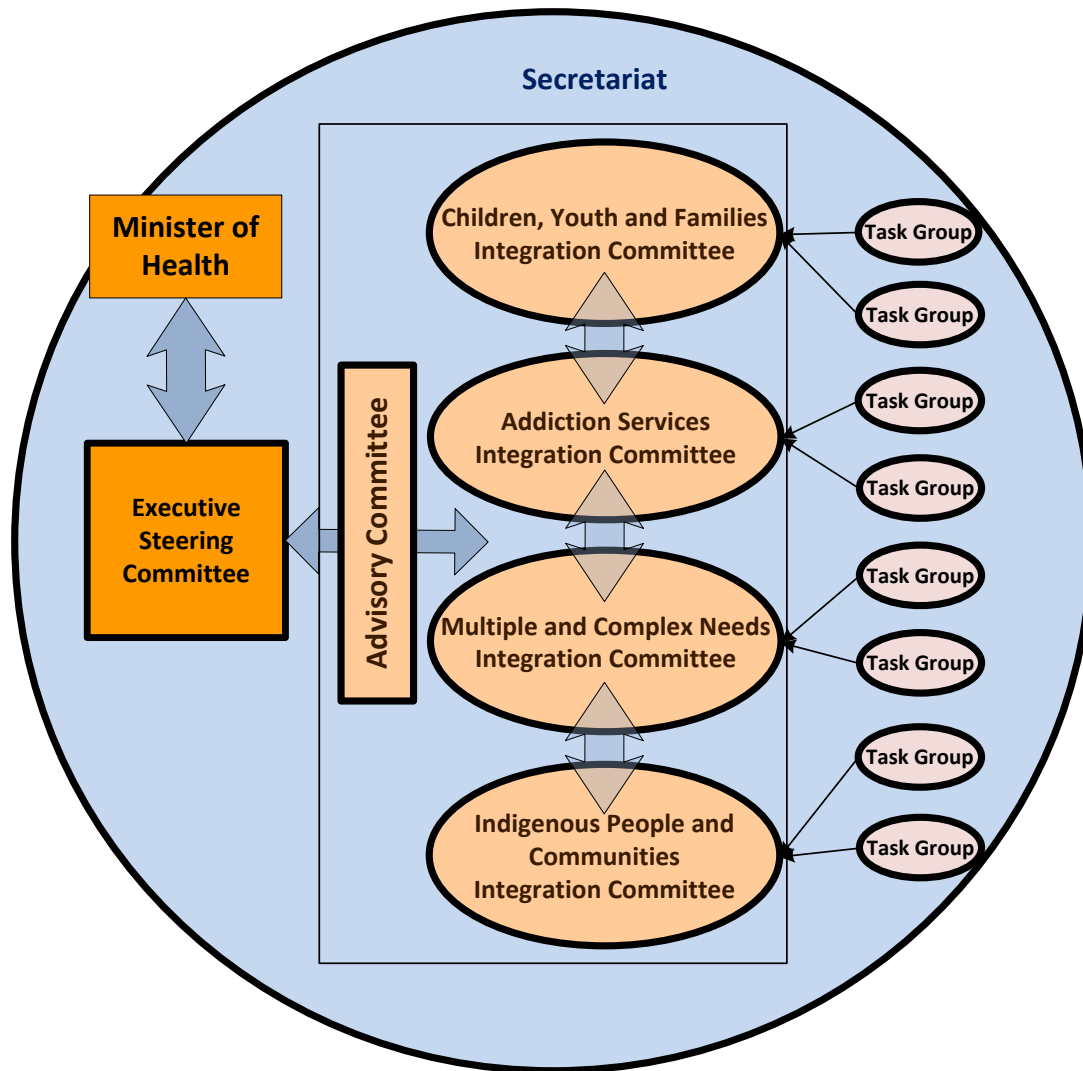 Secretariat
Minister of
Health
Executive
Steering
Committee
Advisory Committee
Children, Youth and Families
Integration Committee
Addiction Services
Integration Committee
Multiple and Complex Needs
Integration Committee
Indigenous People and
Communities
Integration Committee
Task Group
Task Group
Task Group
Task Group
Task Group
Task Group
Task Group
Task Group